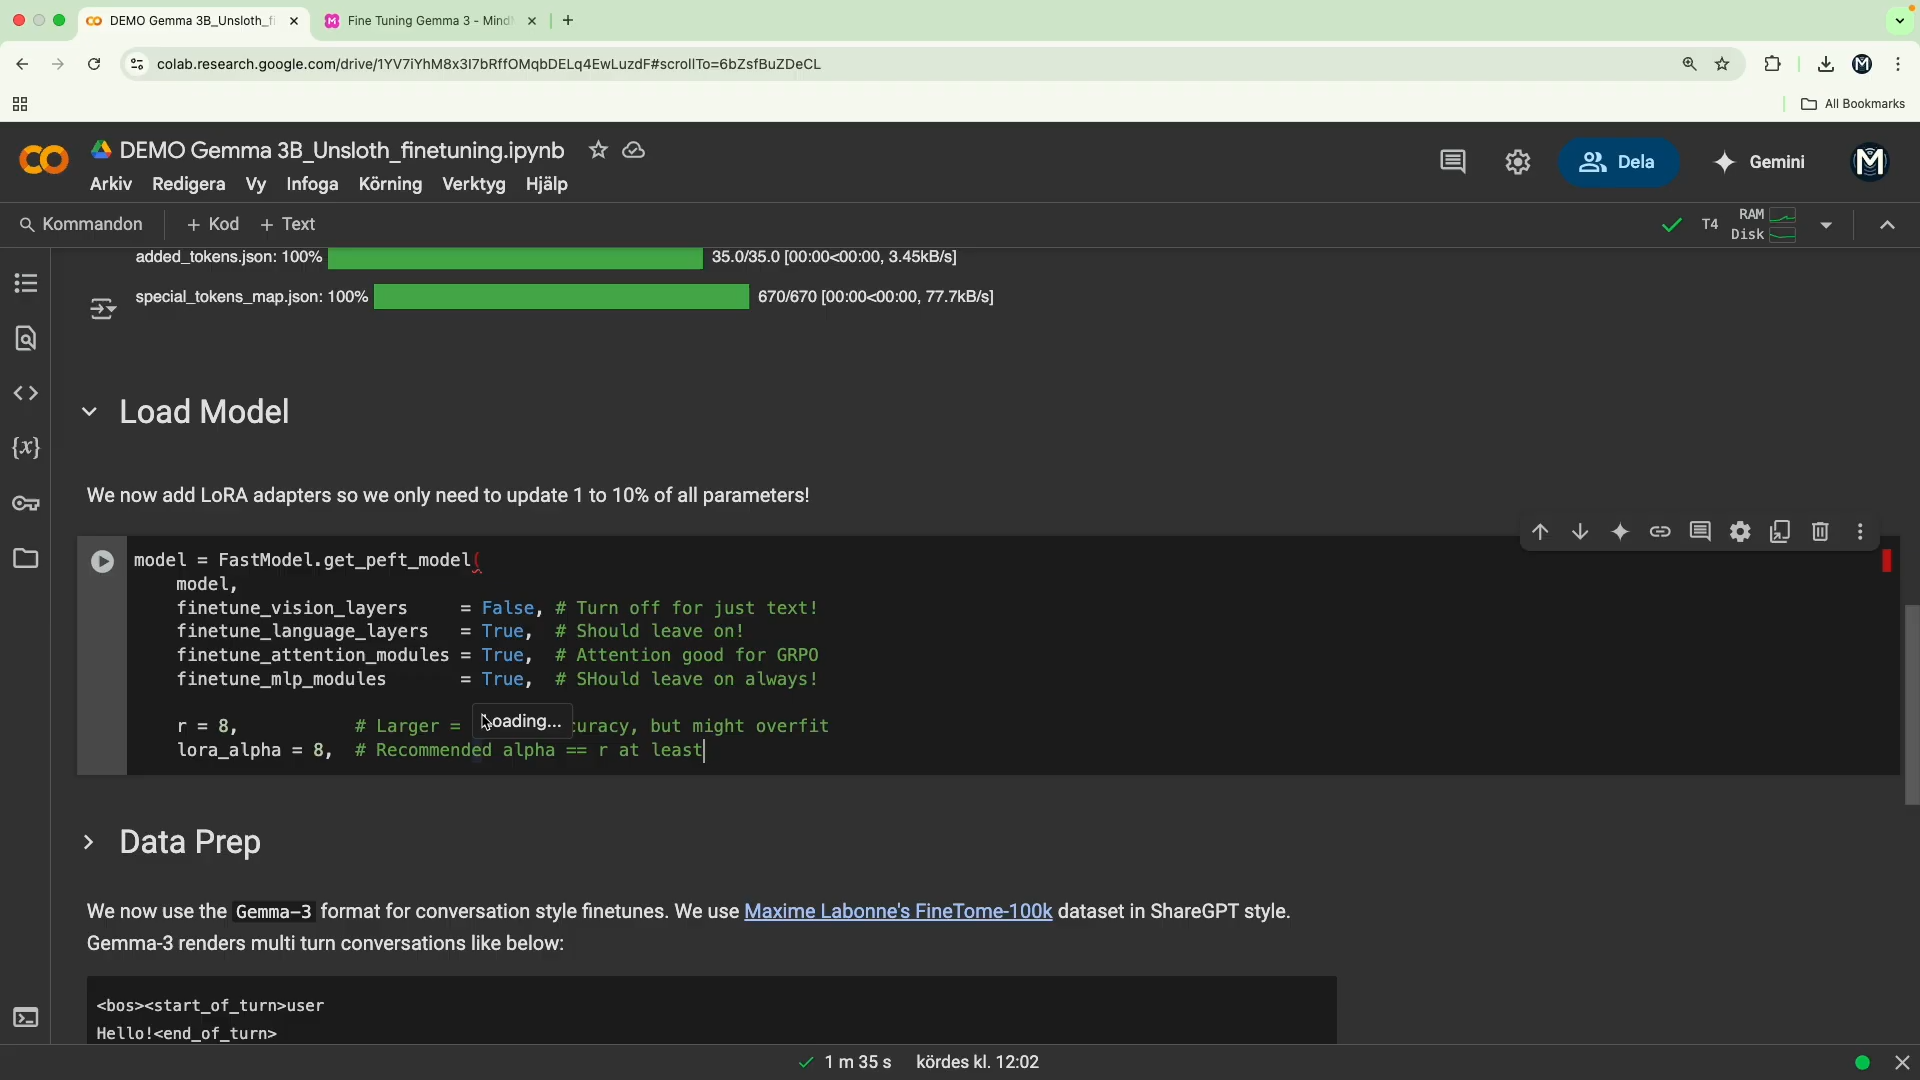 DEMO Gemma 3B_Unsloth_fi
Fine Tuning Gemma 3 - Mind
colab.research.google.com/drive/1YV7iYhM8x3I7bRffOMqbDELq4EwLuzdF#scrollTo=6bZsfBuZDeCL
All Bookmarks
DEMO Gemma 3B_Unsloth_finetuning.ipynb
Dela
Gemini
Arkiv Redigera Vy Infoga Körning Verktyg Hjälp
Kommandon + Kod + Text
T4 RAM
Disk
added_tokens.json: 100% 35.0/35.0 [00:00<00:00, 3.45kB/s]
special_tokens_map.json: 100% 670/670 [00:00<00:00, 77.7kB/s]
Load Model
We now add LoRA adapters so we only need to update 1 to 10% of all parameters!
model = FastModel.get_peft_model(
model,
finetune_vision_layers = False, # Turn off for just text!
finetune_language_layers = True, # Should leave on!
finetune_attention_modules = True, # Attention good for GRPO
finetune_mlp_modules = True, # SHould leave on always!
r = 8, # Larger = Loading... curacy, but might overfit
lora_alpha = 8, # Recommended alpha == r at least
Data Prep
We now use the Gemma-3 format for conversation style finetunes. We use Maxime Labonne's FineTome-100k dataset in ShareGPT style.
Gemma-3 renders multi turn conversations like below:
<bos><start_of_turn>user
Hello!<end_of_turn>
1 m 35 s kördes kl. 12:02